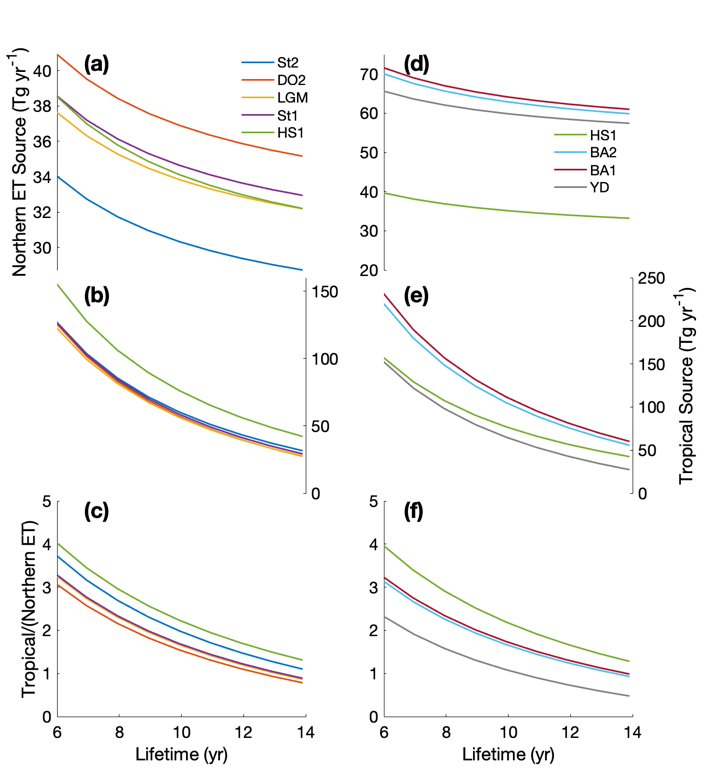 (a)
St2
DO2
LGM
St1
HS1
40
38
36
34
32
30
Northern ET Source (Tg yr⁻¹)
(d)
70
60
50
40
30
20
HS1
BA2
BA1
YD
(b)
150
100
50
0
(e)
250
200
150
100
50
0
Tropical Source (Tg yr⁻¹)
(c)
5
4
3
2
1
0
Tropical/(Northern ET)
6 8 10 12 14
Lifetime (yr)
(f)
5
4
3
2
1
0
6 8 10 12 14
Lifetime (yr)